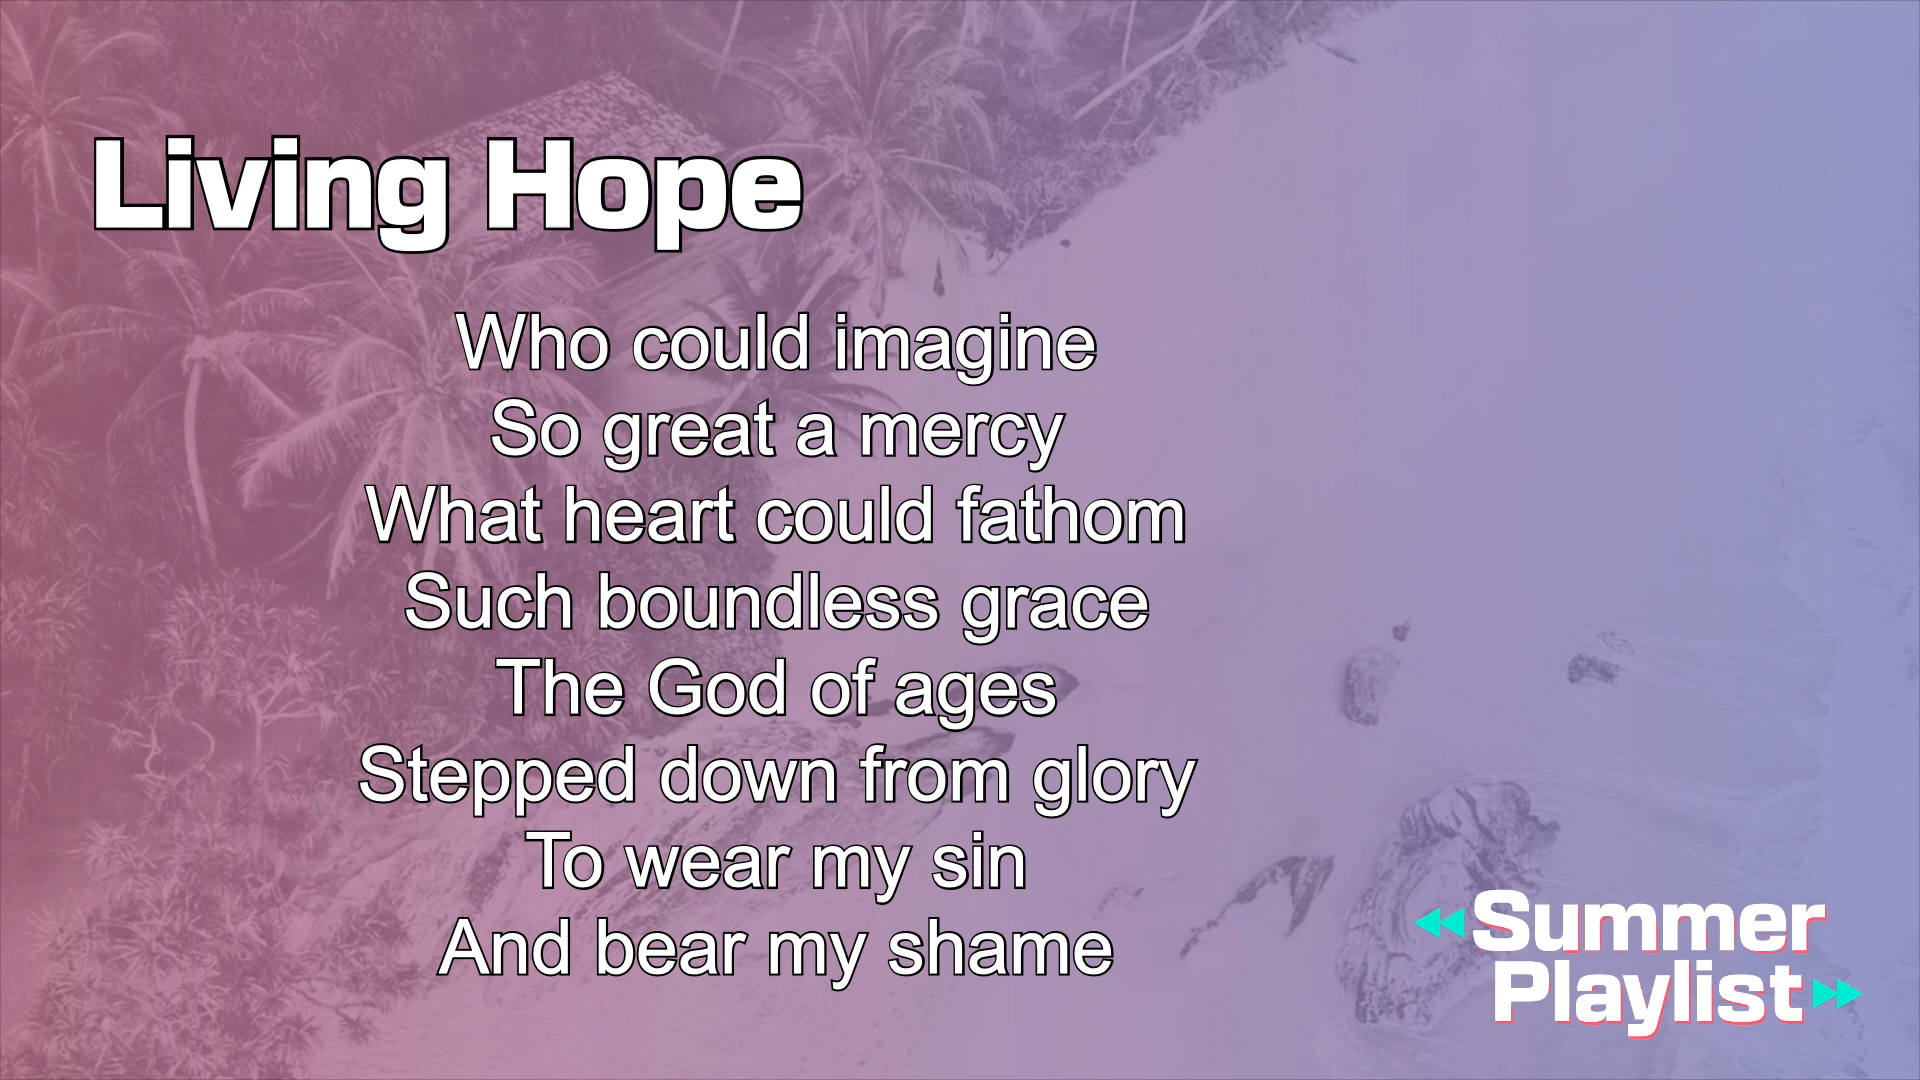 Living Hope
Who could imagine
So great a mercy
What heart could fathom
Such boundless grace
The God of ages
Stepped down from glory
To wear my sin
And bear my shame
Summer
Playlist